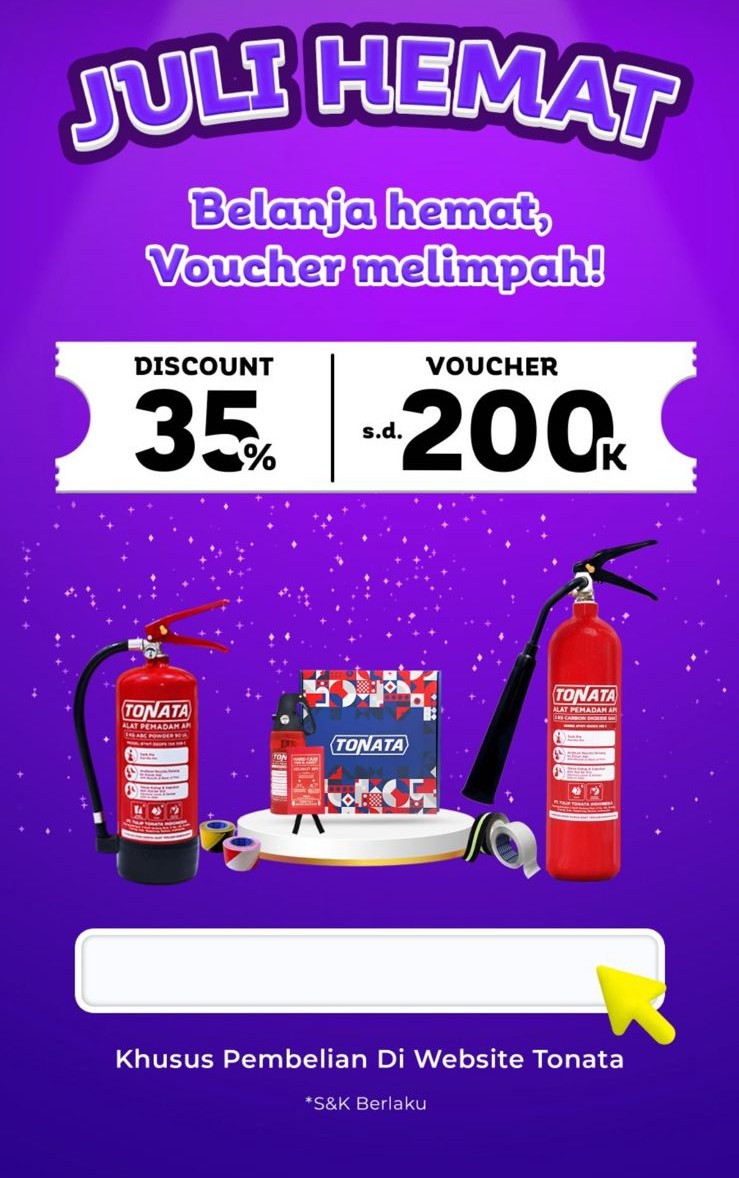 JULI HEMAT
Belanja hemat,
Voucher melimpah!
DISCOUNT
35%
VOUCHER
s.d. 200K
TONATA
ALAT PEMADAM API
TONATA
TONATA
ALAT PEMADAM API
Khusus Pembelian Di Website Tonata
*S&K Berlaku